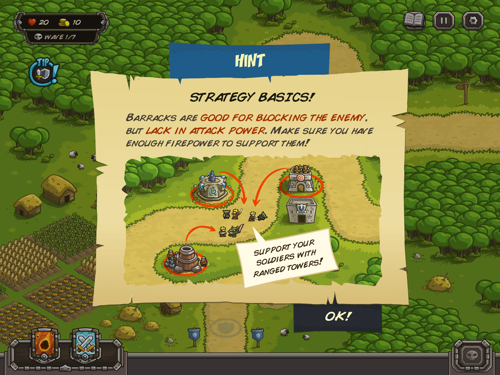 20 10
WAVE 1/7
TIP
HINT
STRATEGY BASICS!
BARRACKS ARE GOOD FOR BLOCKING THE ENEMY,
BUT LACK IN ATTACK POWER. MAKE SURE YOU HAVE
ENOUGH FIREPOWER TO SUPPORT THEM!
SUPPORT YOUR
SOLDIERS WITH
RANGED TOWERS!
OK!